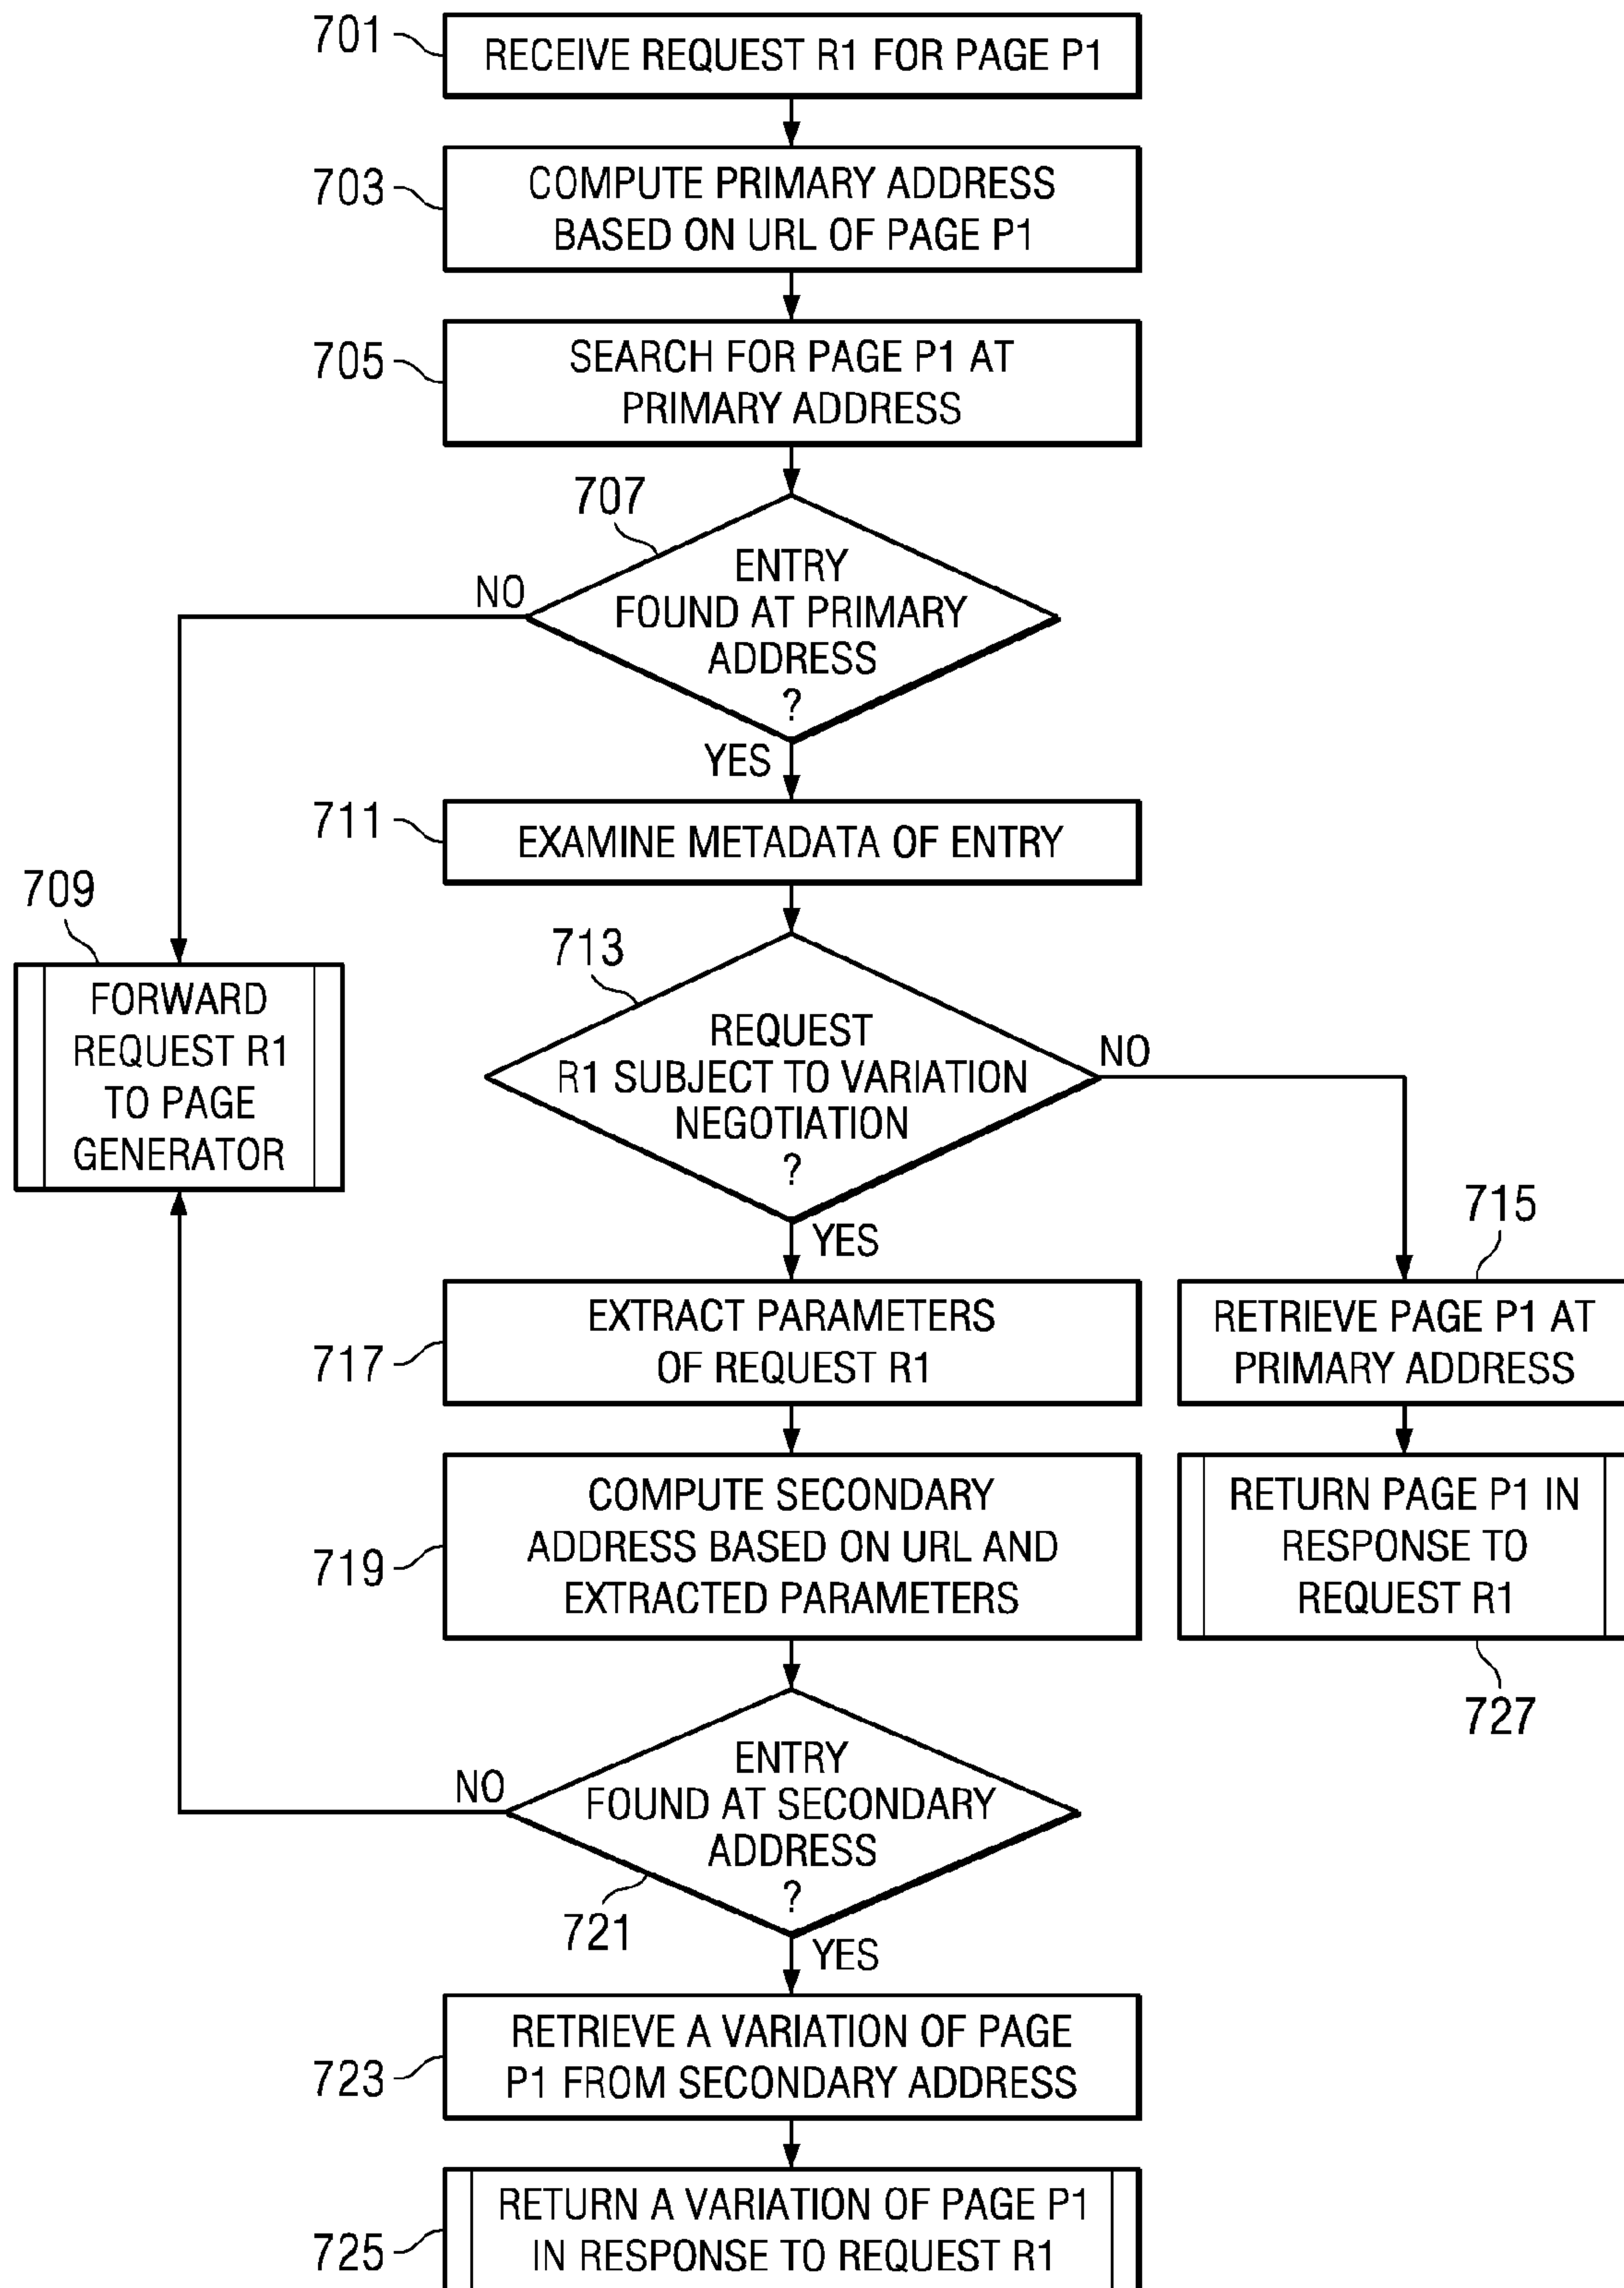 701
RECEIVE REQUEST R1 FOR PAGE P1
703
COMPUTE PRIMARY ADDRESS
BASED ON URL OF PAGE P1
705
SEARCH FOR PAGE P1 AT
PRIMARY ADDRESS
707
ENTRY
FOUND AT PRIMARY
ADDRESS
?
NO
YES
711
EXAMINE METADATA OF ENTRY
709
FORWARD
REQUEST R1
TO PAGE
GENERATOR
713
REQUEST
R1 SUBJECT TO VARIATION
NEGOTIATION
?
NO
YES
715
RETRIEVE PAGE P1 AT
PRIMARY ADDRESS
717
EXTRACT PARAMETERS
OF REQUEST R1
719
COMPUTE SECONDARY
ADDRESS BASED ON URL AND
EXTRACTED PARAMETERS
RETURN PAGE P1 IN
RESPONSE TO
REQUEST R1
727
ENTRY
FOUND AT SECONDARY
ADDRESS
?
NO
721
YES
723
RETRIEVE A VARIATION OF PAGE
P1 FROM SECONDARY ADDRESS
725
RETURN A VARIATION OF PAGE P1
IN RESPONSE TO REQUEST R1